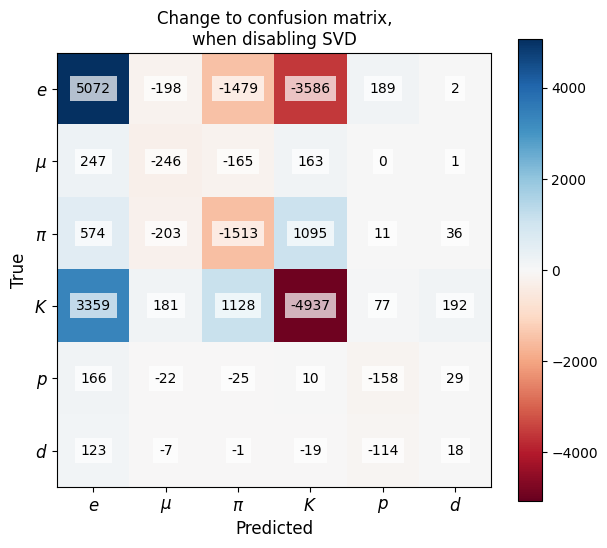 Change to confusion matrix,
when disabling SVD
e 5072 -198 -1479 -3586 189 2
μ 247 -246 -165 163 0 1
π 574 -203 -1513 1095 11 36
K 3359 181 1128 -4937 77 192
p 166 -22 -25 10 -158 29
d 123 -7 -1 -19 -114 18
e μ π K p d
Predicted
True
4000
2000
0
−2000
−4000